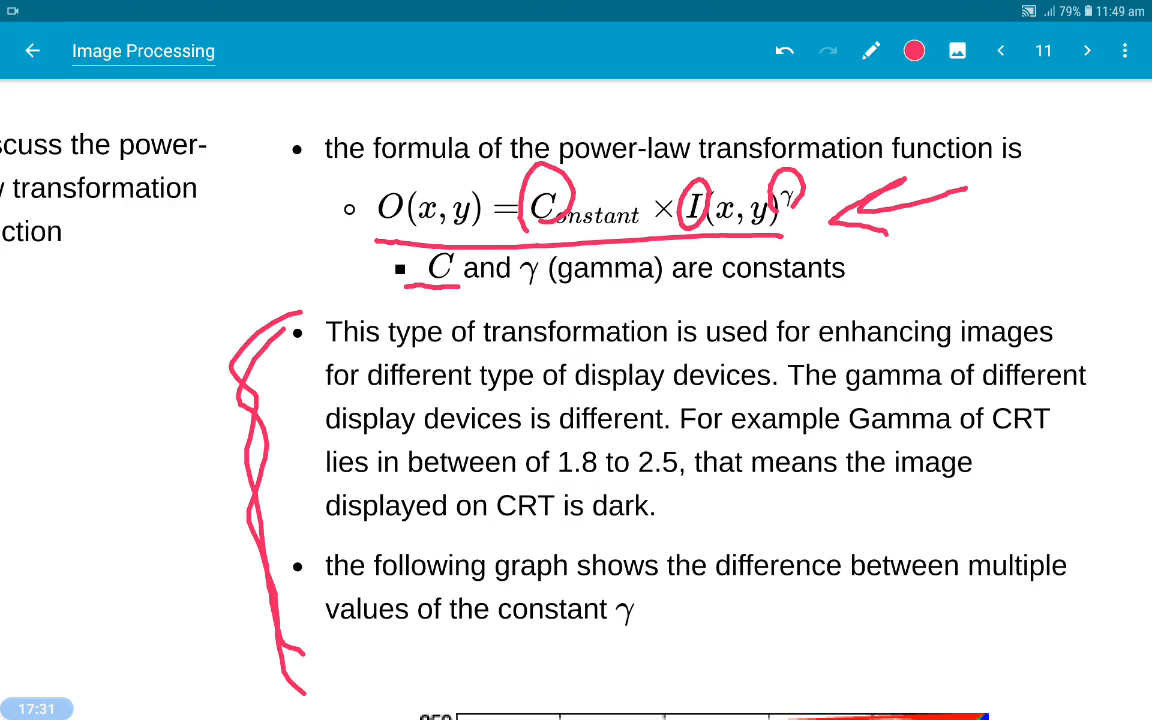 79% 11:49 am
Image Processing
11
scuss the power-
w transformation
ction
• the formula of the power-law transformation function is
O(x, y) = Constant × I(x, y)^γ
C and γ (gamma) are constants
• This type of transformation is used for enhancing images
for different type of display devices. The gamma of different
display devices is different. For example Gamma of CRT
lies in between of 1.8 to 2.5, that means the image
displayed on CRT is dark.
• the following graph shows the difference between multiple
values of the constant γ
17:31